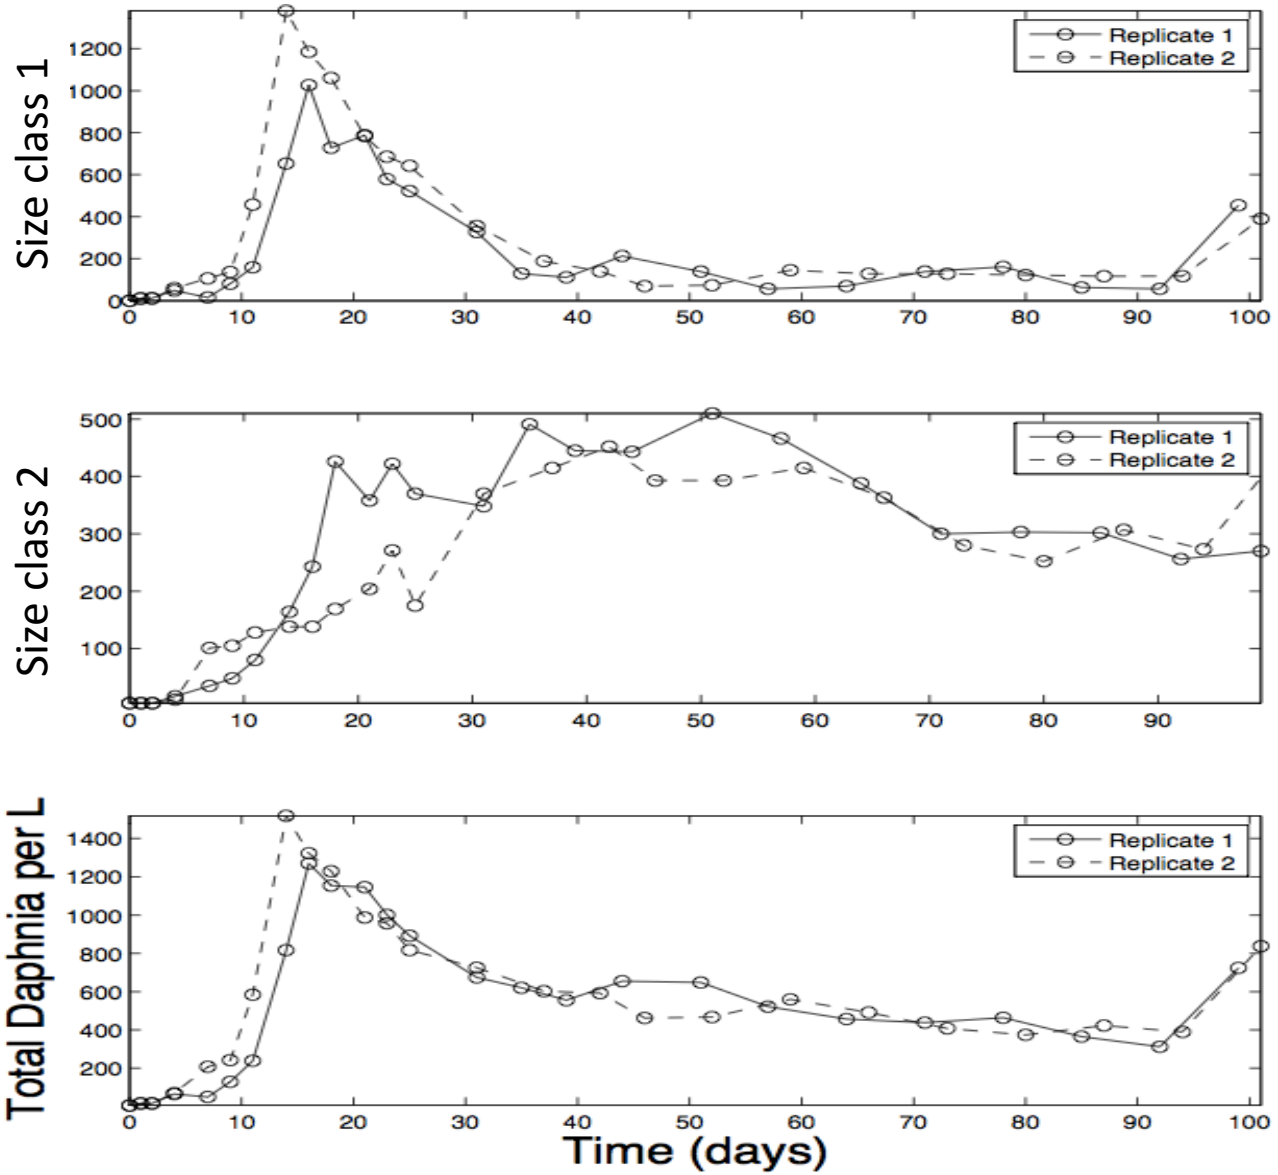 Size class 1
1200
1000
800
600
400
200
0
Replicate 1
Replicate 2
0 10 20 30 40 50 60 70 80 90 100
Size class 2
500
400
300
200
100
Replicate 1
Replicate 2
0 10 20 30 40 50 60 70 80 90
Total Daphnia per L
1400
1200
1000
800
600
400
200
Replicate 1
Replicate 2
0 10 20 30 40 50 60 70 80 90 100
Time (days)